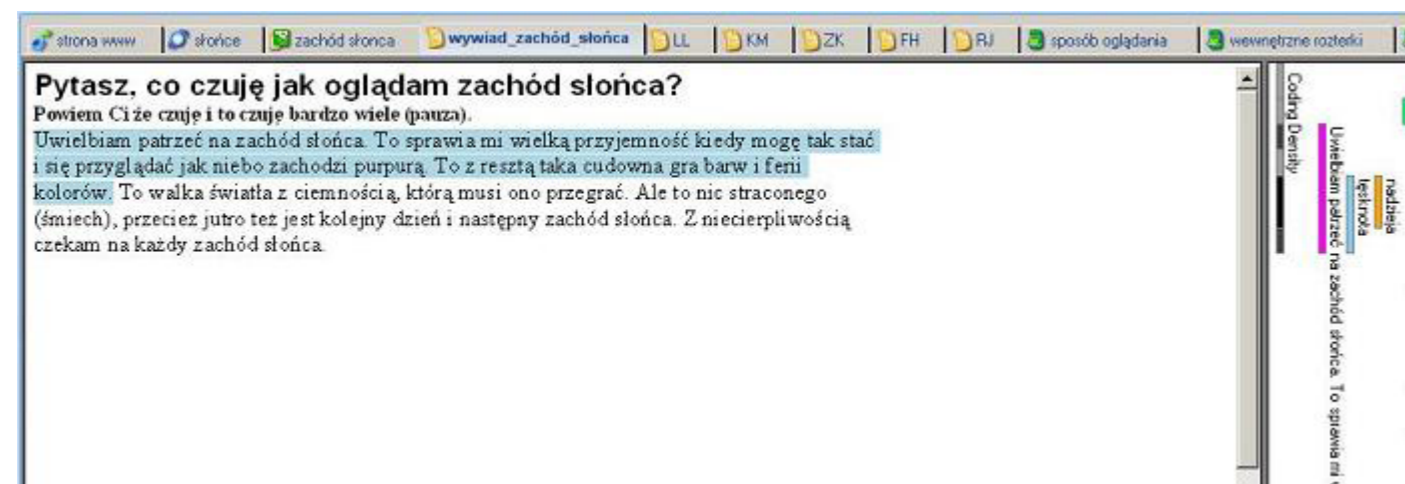 strona www słońce zachód słonca wywiad_zachód_słońca LL KM ZK FH RJ sposób oglądania wewnętrzne rozterki
Pytasz, co czuję jak oglądam zachód słońca?
Powiem Ci że czuję i to czuję bardzo wiele (pauza).
Uwielbiam patrzeć na zachód słońca. To sprawia mi wielką przyjemność kiedy mogę tak stać
i się przyglądać jak niebo zachodzi purpurą. To z resztą taka cudowna gra barw i ferii
kolorów. To walka światła z ciemnością, którą musi ono przegrać. Ale to nic straconego
(śmiech), przecież jutro też jest kolejny dzień i następny zachód słońca. Z niecierpliwością
czekam na każdy zachód słońca.
Coding Density
Uwielbiam patrzeć na zachód słońca. To sprawia mi
tęsknota
nadzieja